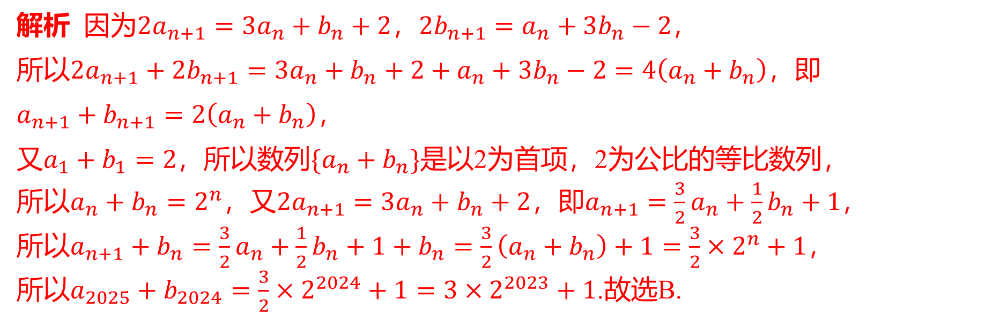 解析 因为$2a_{n+1}=3a_n+b_n+2$，$2b_{n+1}=a_n+3b_n-2$，
所以$2a_{n+1}+2b_{n+1}=3a_n+b_n+2+a_n+3b_n-2=4(a_n+b_n)$，即
$a_{n+1}+b_{n+1}=2(a_n+b_n)$，
又$a_1+b_1=2$，所以数列$\{a_n+b_n\}$是以2为首项，2为公比的等比数列，
所以$a_n+b_n=2^n$，又$2a_{n+1}=3a_n+b_n+2$，即$a_{n+1}=\frac{3}{2}a_n+\frac{1}{2}b_n+1$，
所以$a_{n+1}+b_n=\frac{3}{2}a_n+\frac{1}{2}b_n+1+b_n=\frac{3}{2}(a_n+b_n)+1=\frac{3}{2}\times 2^n+1$，
所以$a_{2025}+b_{2024}=\frac{3}{2}\times 2^{2024}+1=3\times 2^{2023}+1$.故选B.